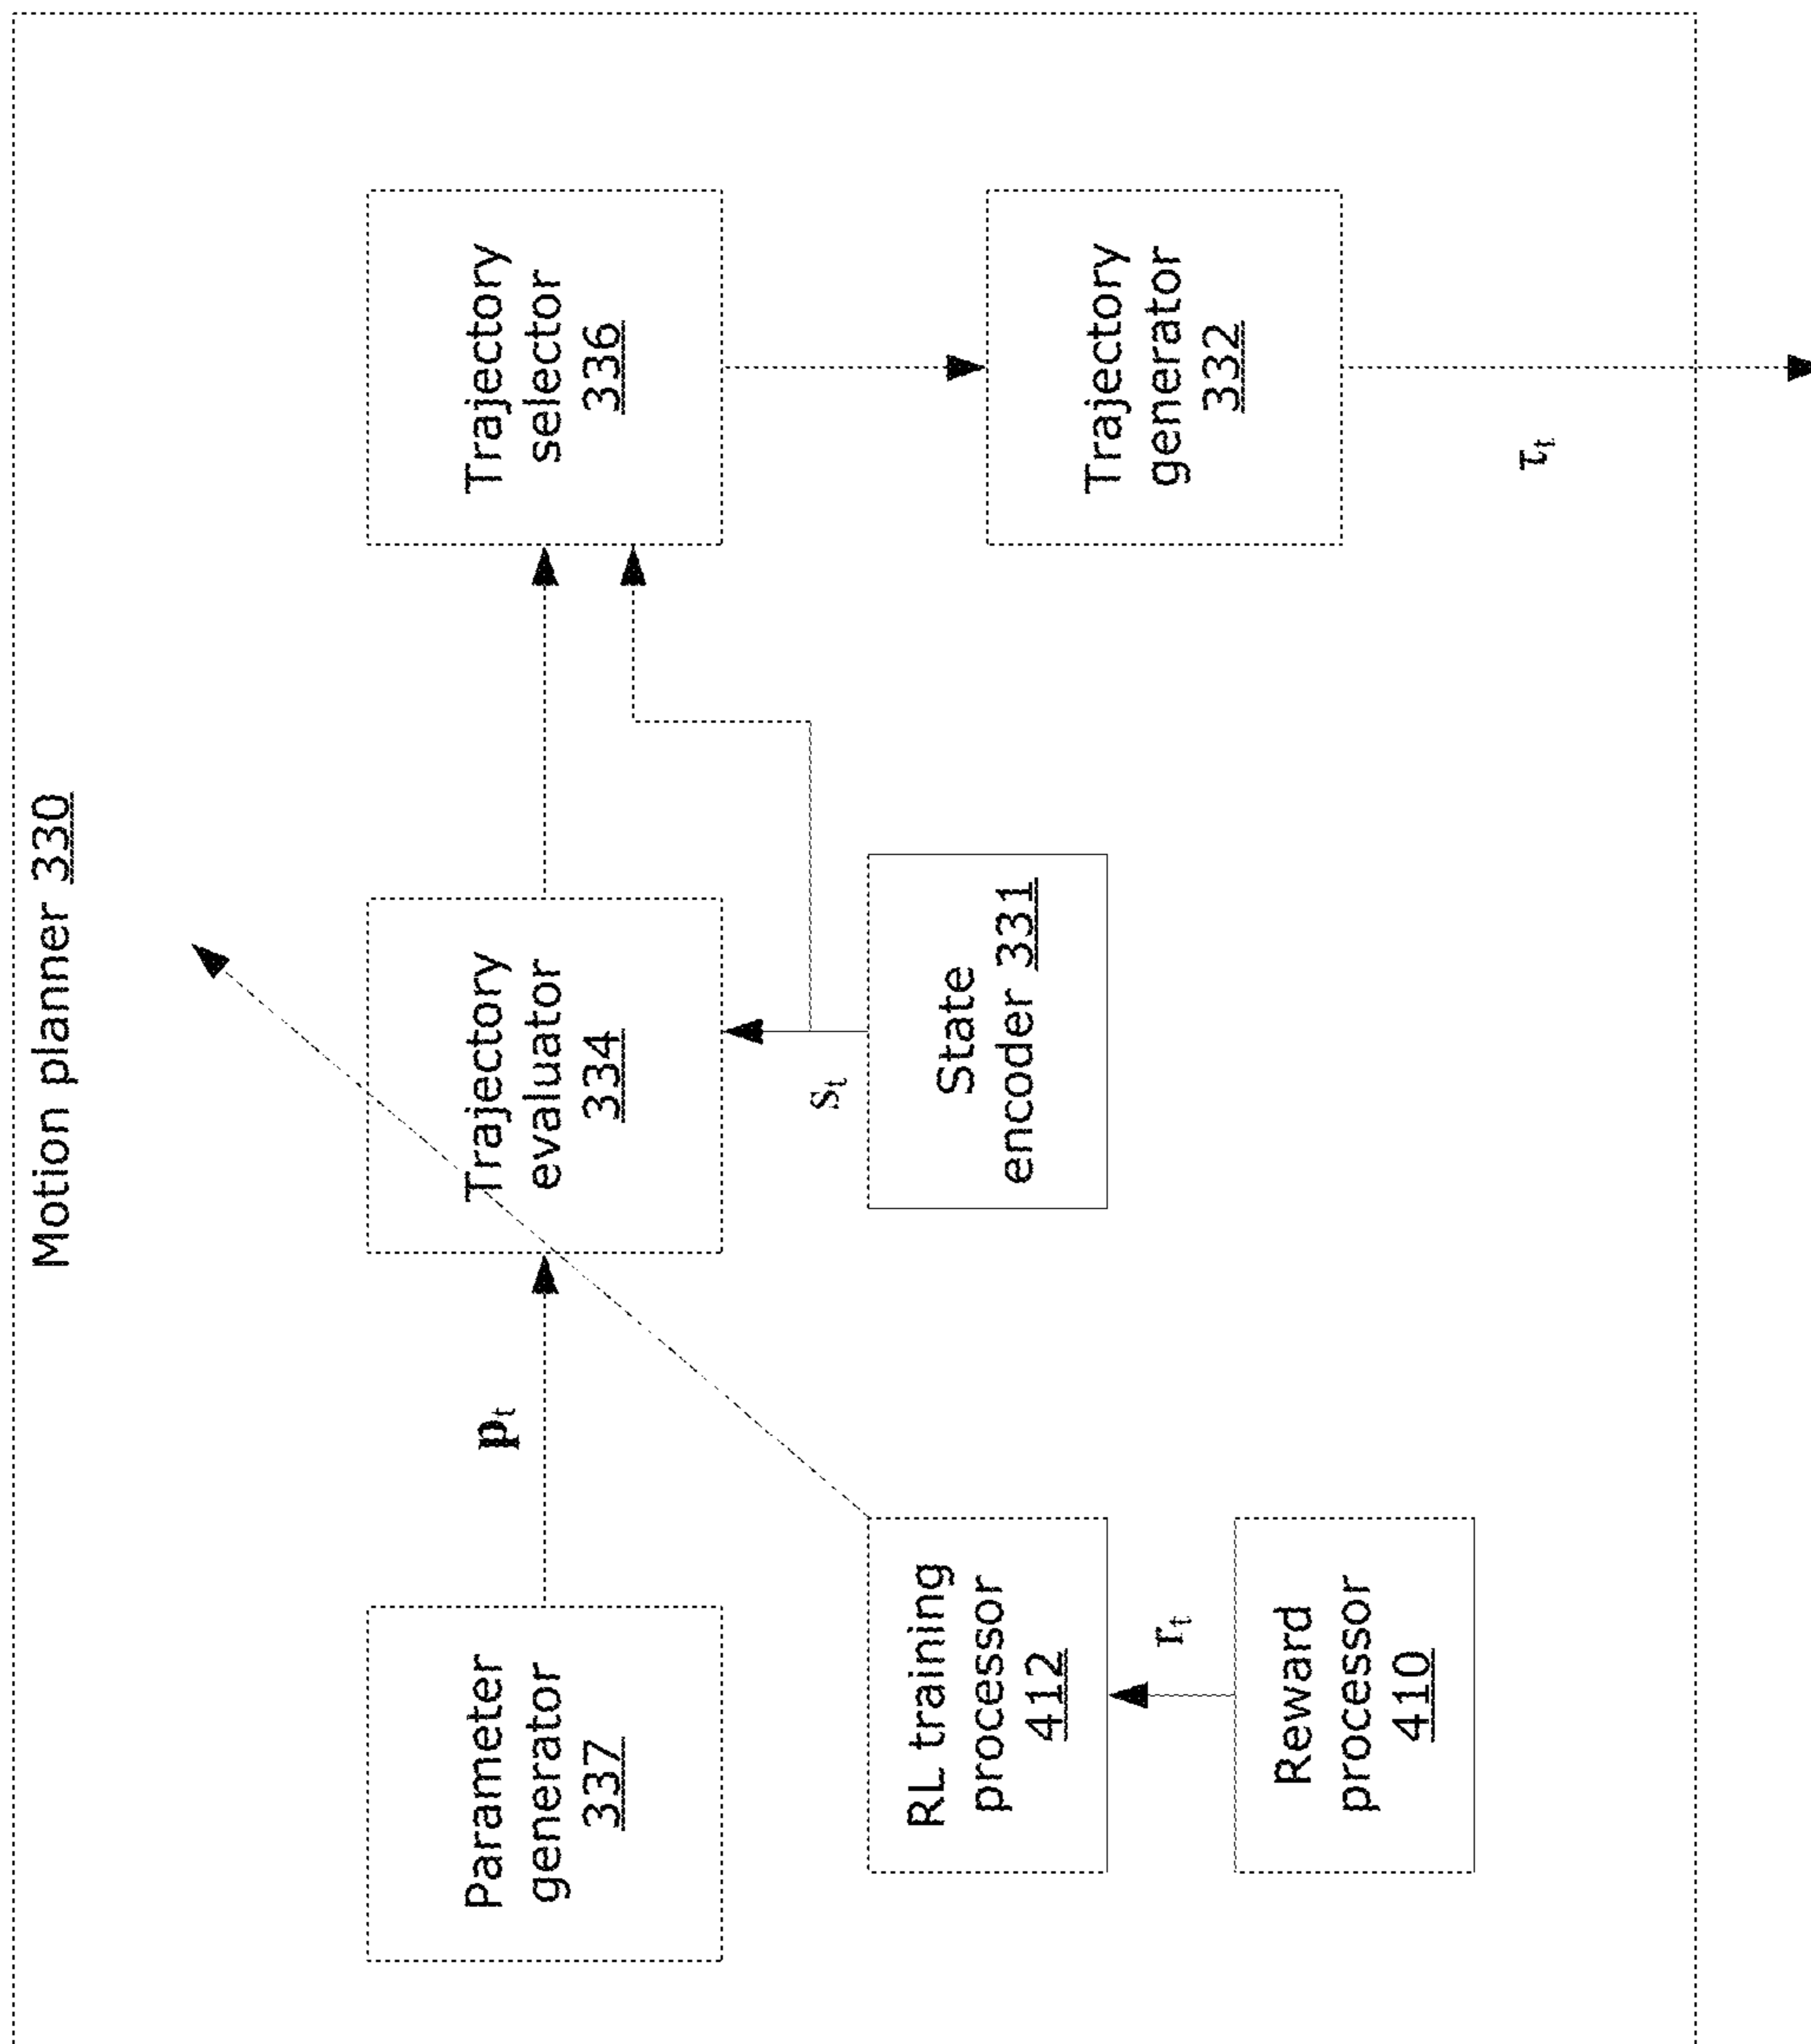 Motion planner 330
Parameter
generator
337
pₜ
Trajectory
evaluator
334
Trajectory
selector
336
RL training
processor
412
sₜ
State
encoder 331
rₜ
Reward
processor
410
Trajectory
generator
332
τₜ